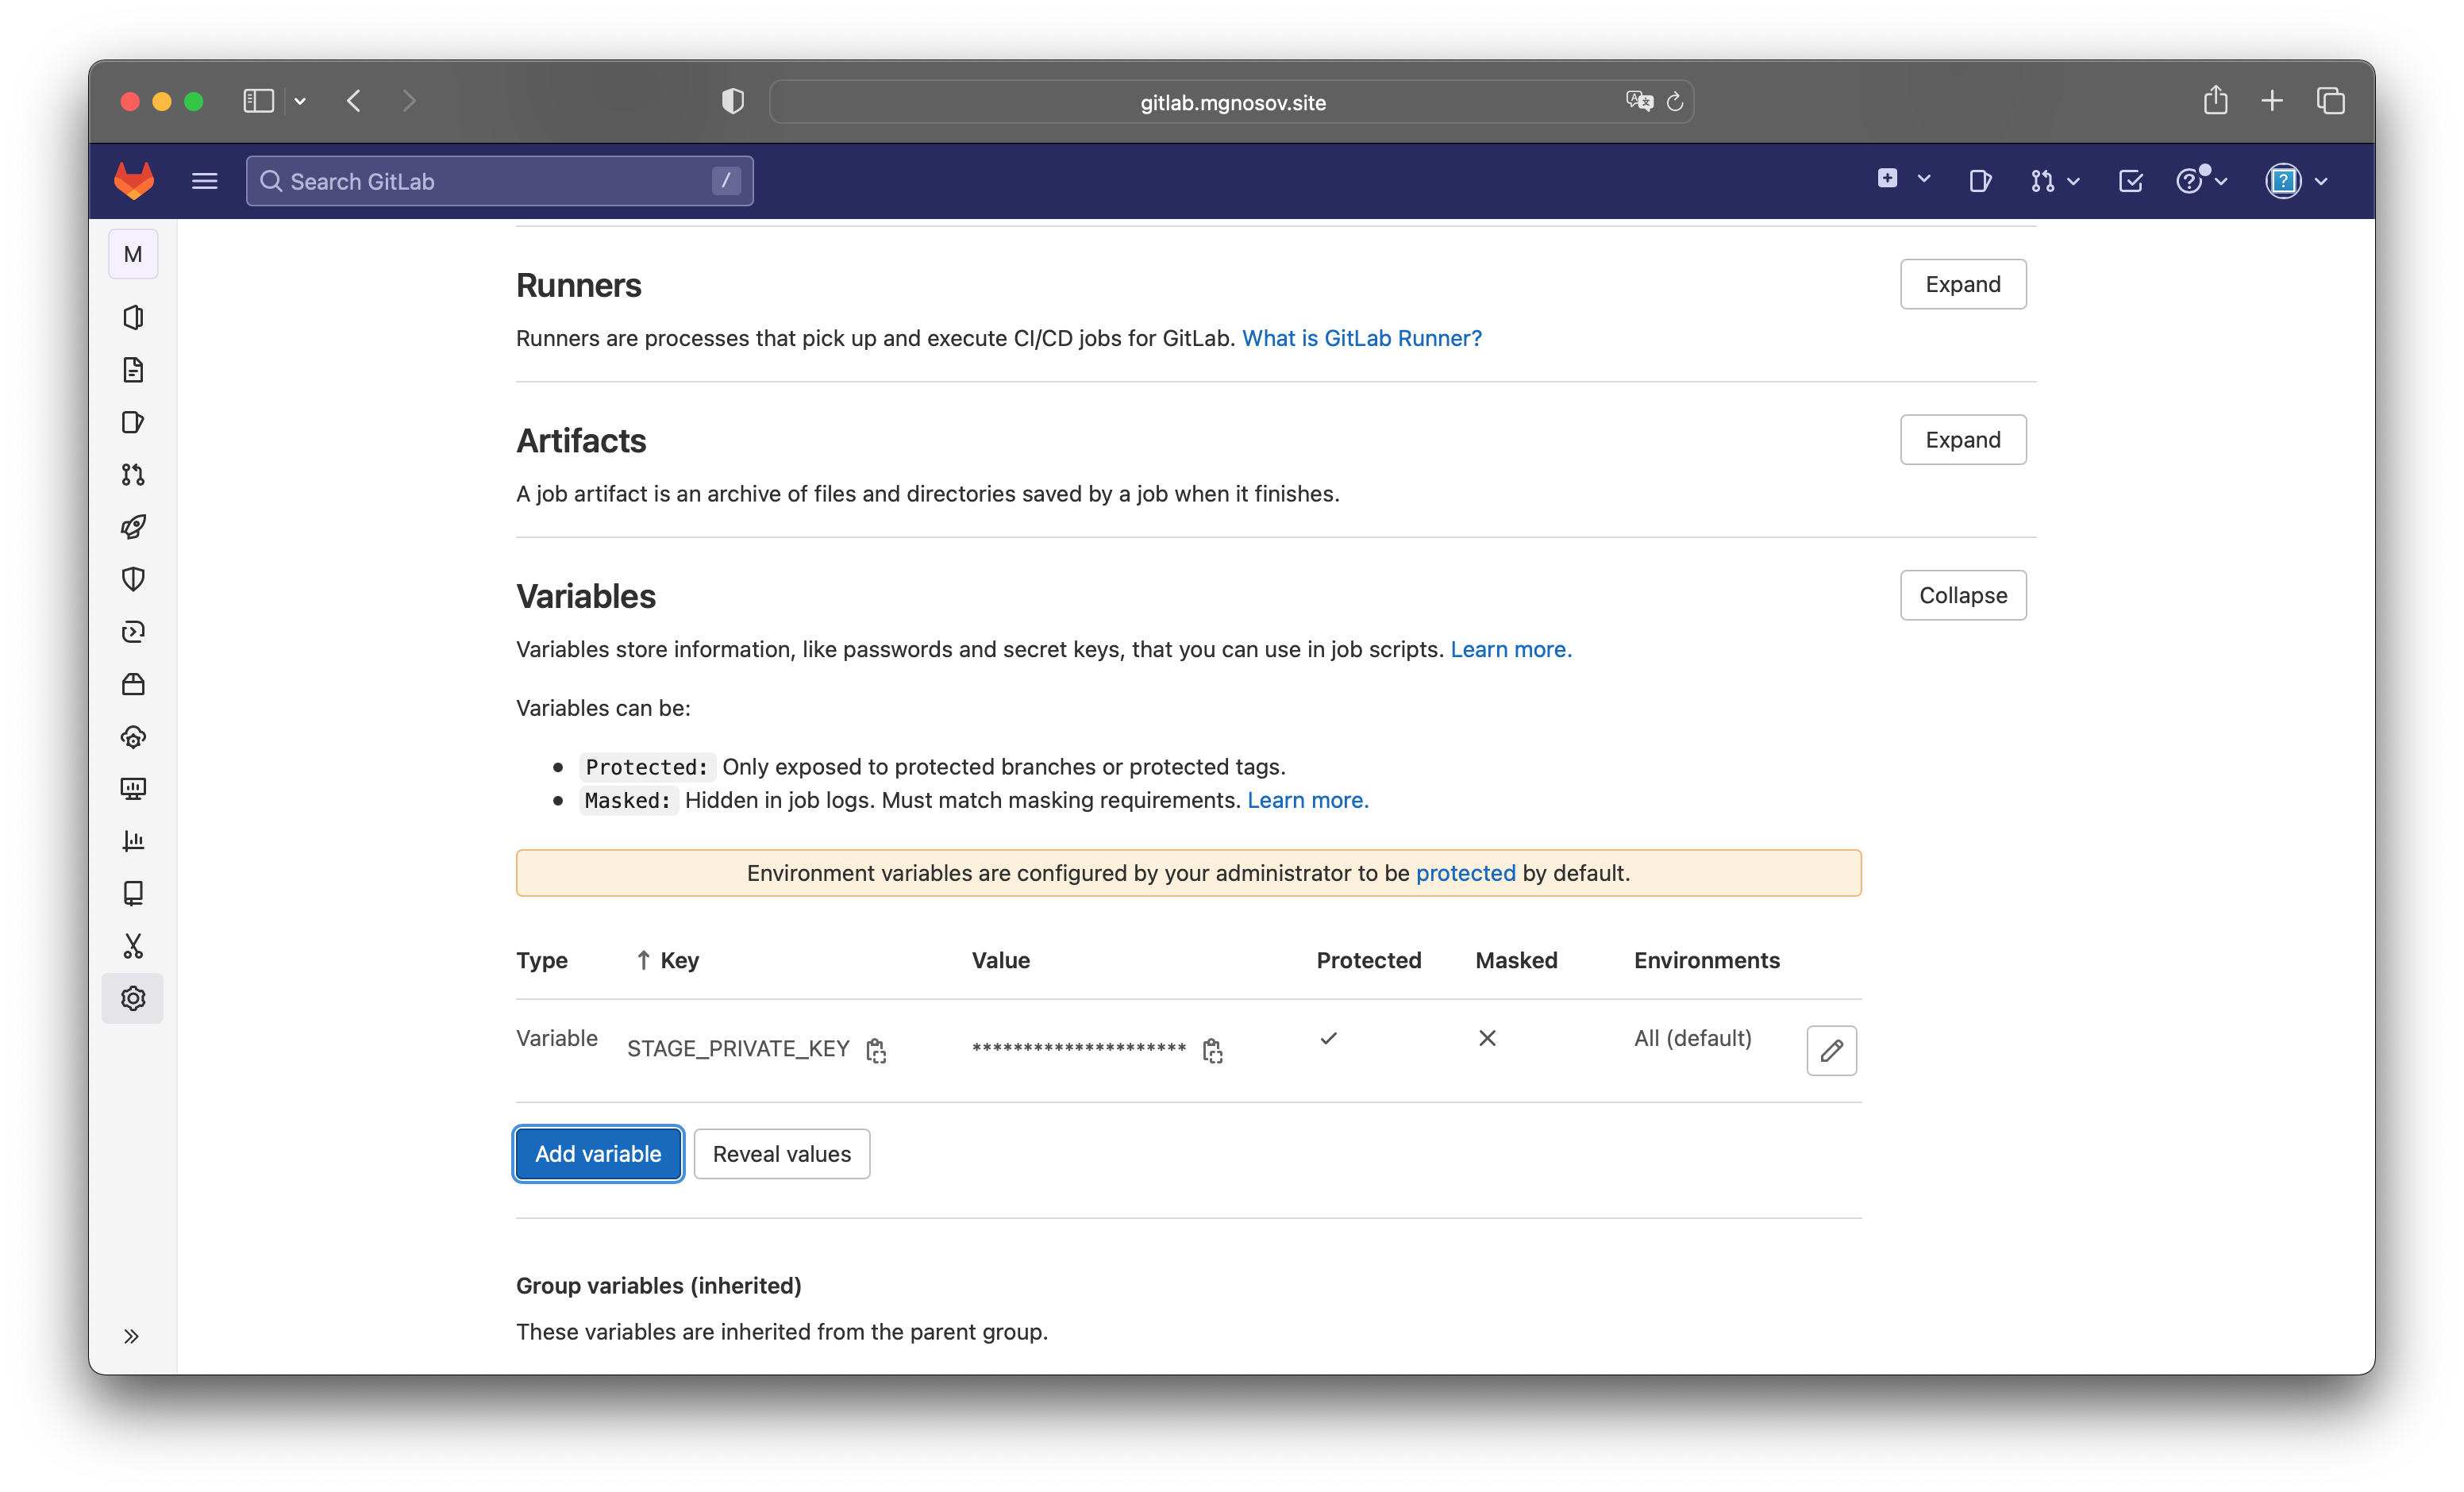 gitlab.mgnosov.site
Search GitLab /
M
Runners Expand
Runners are processes that pick up and execute CI/CD jobs for GitLab. What is GitLab Runner?
Artifacts Expand
A job artifact is an archive of files and directories saved by a job when it finishes.
Variables Collapse
Variables store information, like passwords and secret keys, that you can use in job scripts. Learn more.
Variables can be:
Protected: Only exposed to protected branches or protected tags.
Masked: Hidden in job logs. Must match masking requirements. Learn more.
Environment variables are configured by your administrator to be protected by default.
Type ↑ Key Value Protected Masked Environments
Variable STAGE_PRIVATE_KEY ********************* All (default)
Add variable Reveal values
Group variables (inherited)
These variables are inherited from the parent group.